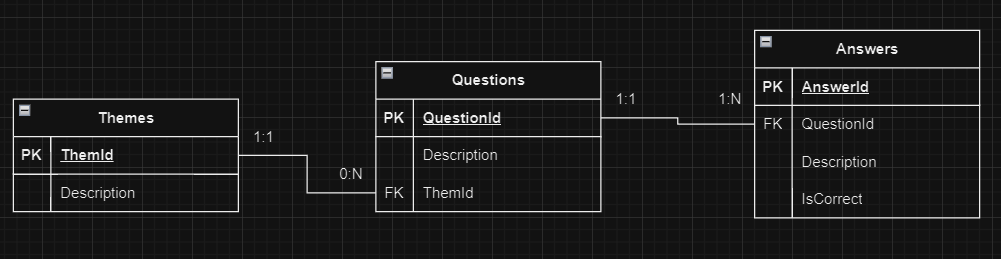 Themes
PK ThemId
Description
1:1
0:N
Questions
PK QuestionId
Description
FK ThemId
1:1
1:N
Answers
PK AnswerId
FK QuestionId
Description
IsCorrect